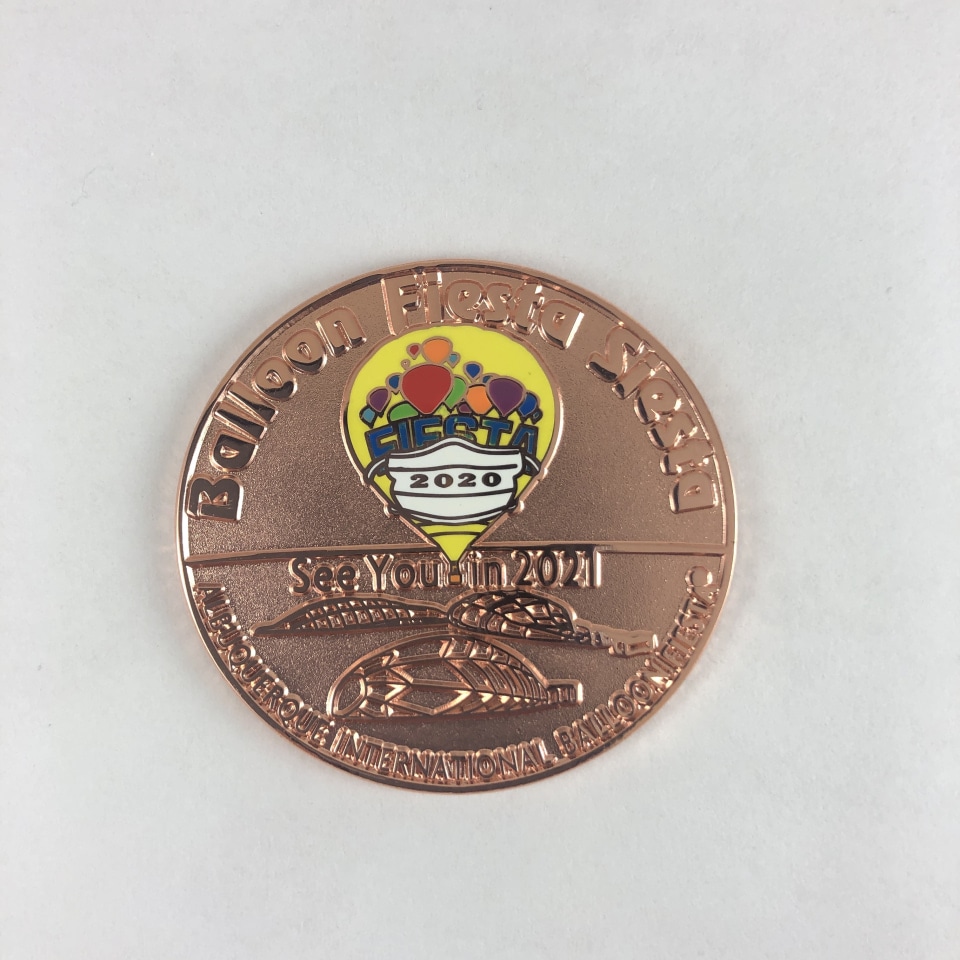 Balloon Fiesta Siesta
FIESTA
2020
See You in 2021
ALBUQUERQUE INTERNATIONAL BALLOON FIESTA